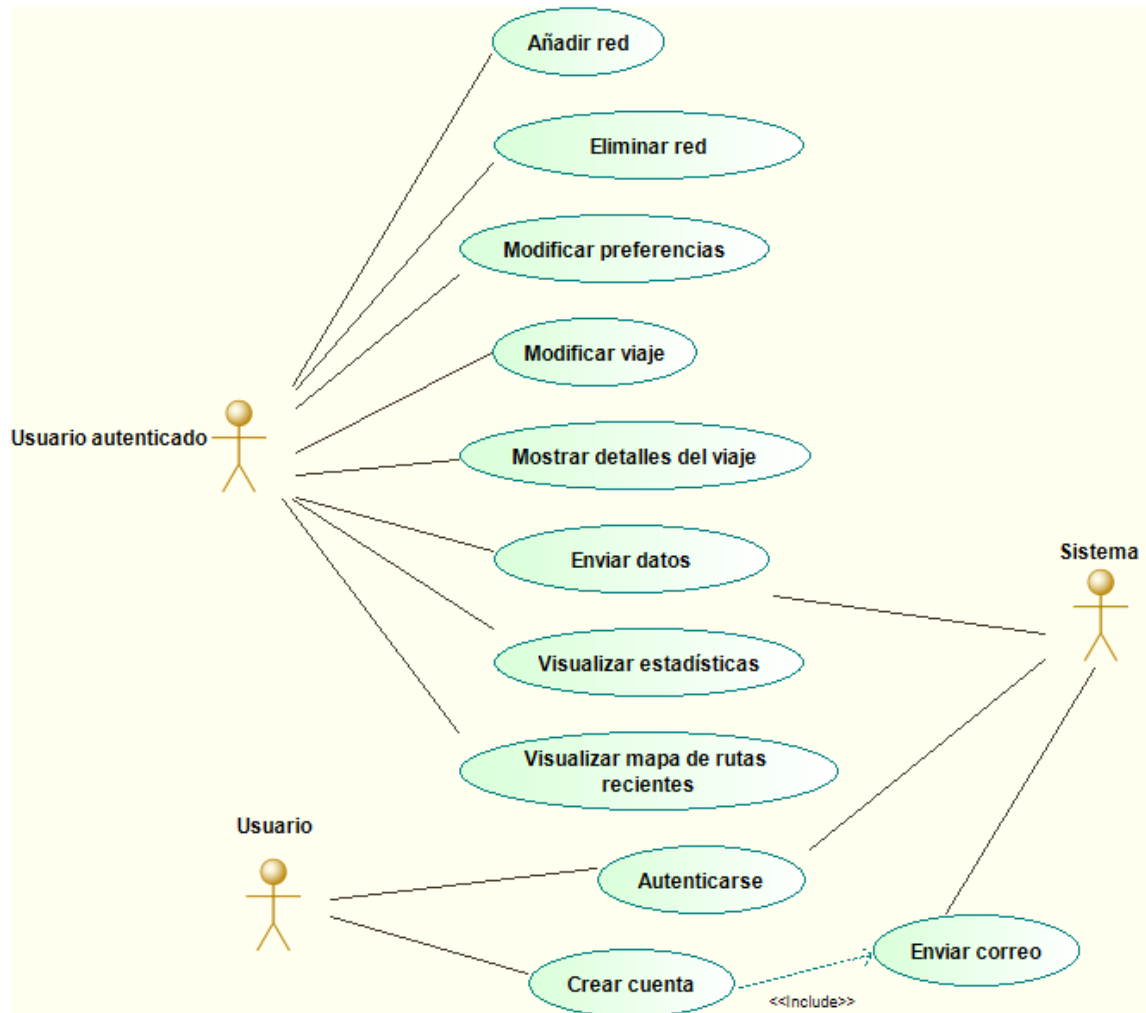 Añadir red
Eliminar red
Modificar preferencias
Modificar viaje
Usuario autenticado
Mostrar detalles del viaje
Enviar datos
Sistema
Visualizar estadísticas
Visualizar mapa de rutas
recientes
Usuario
Autenticarse
Enviar correo
Crear cuenta
<<Include>>